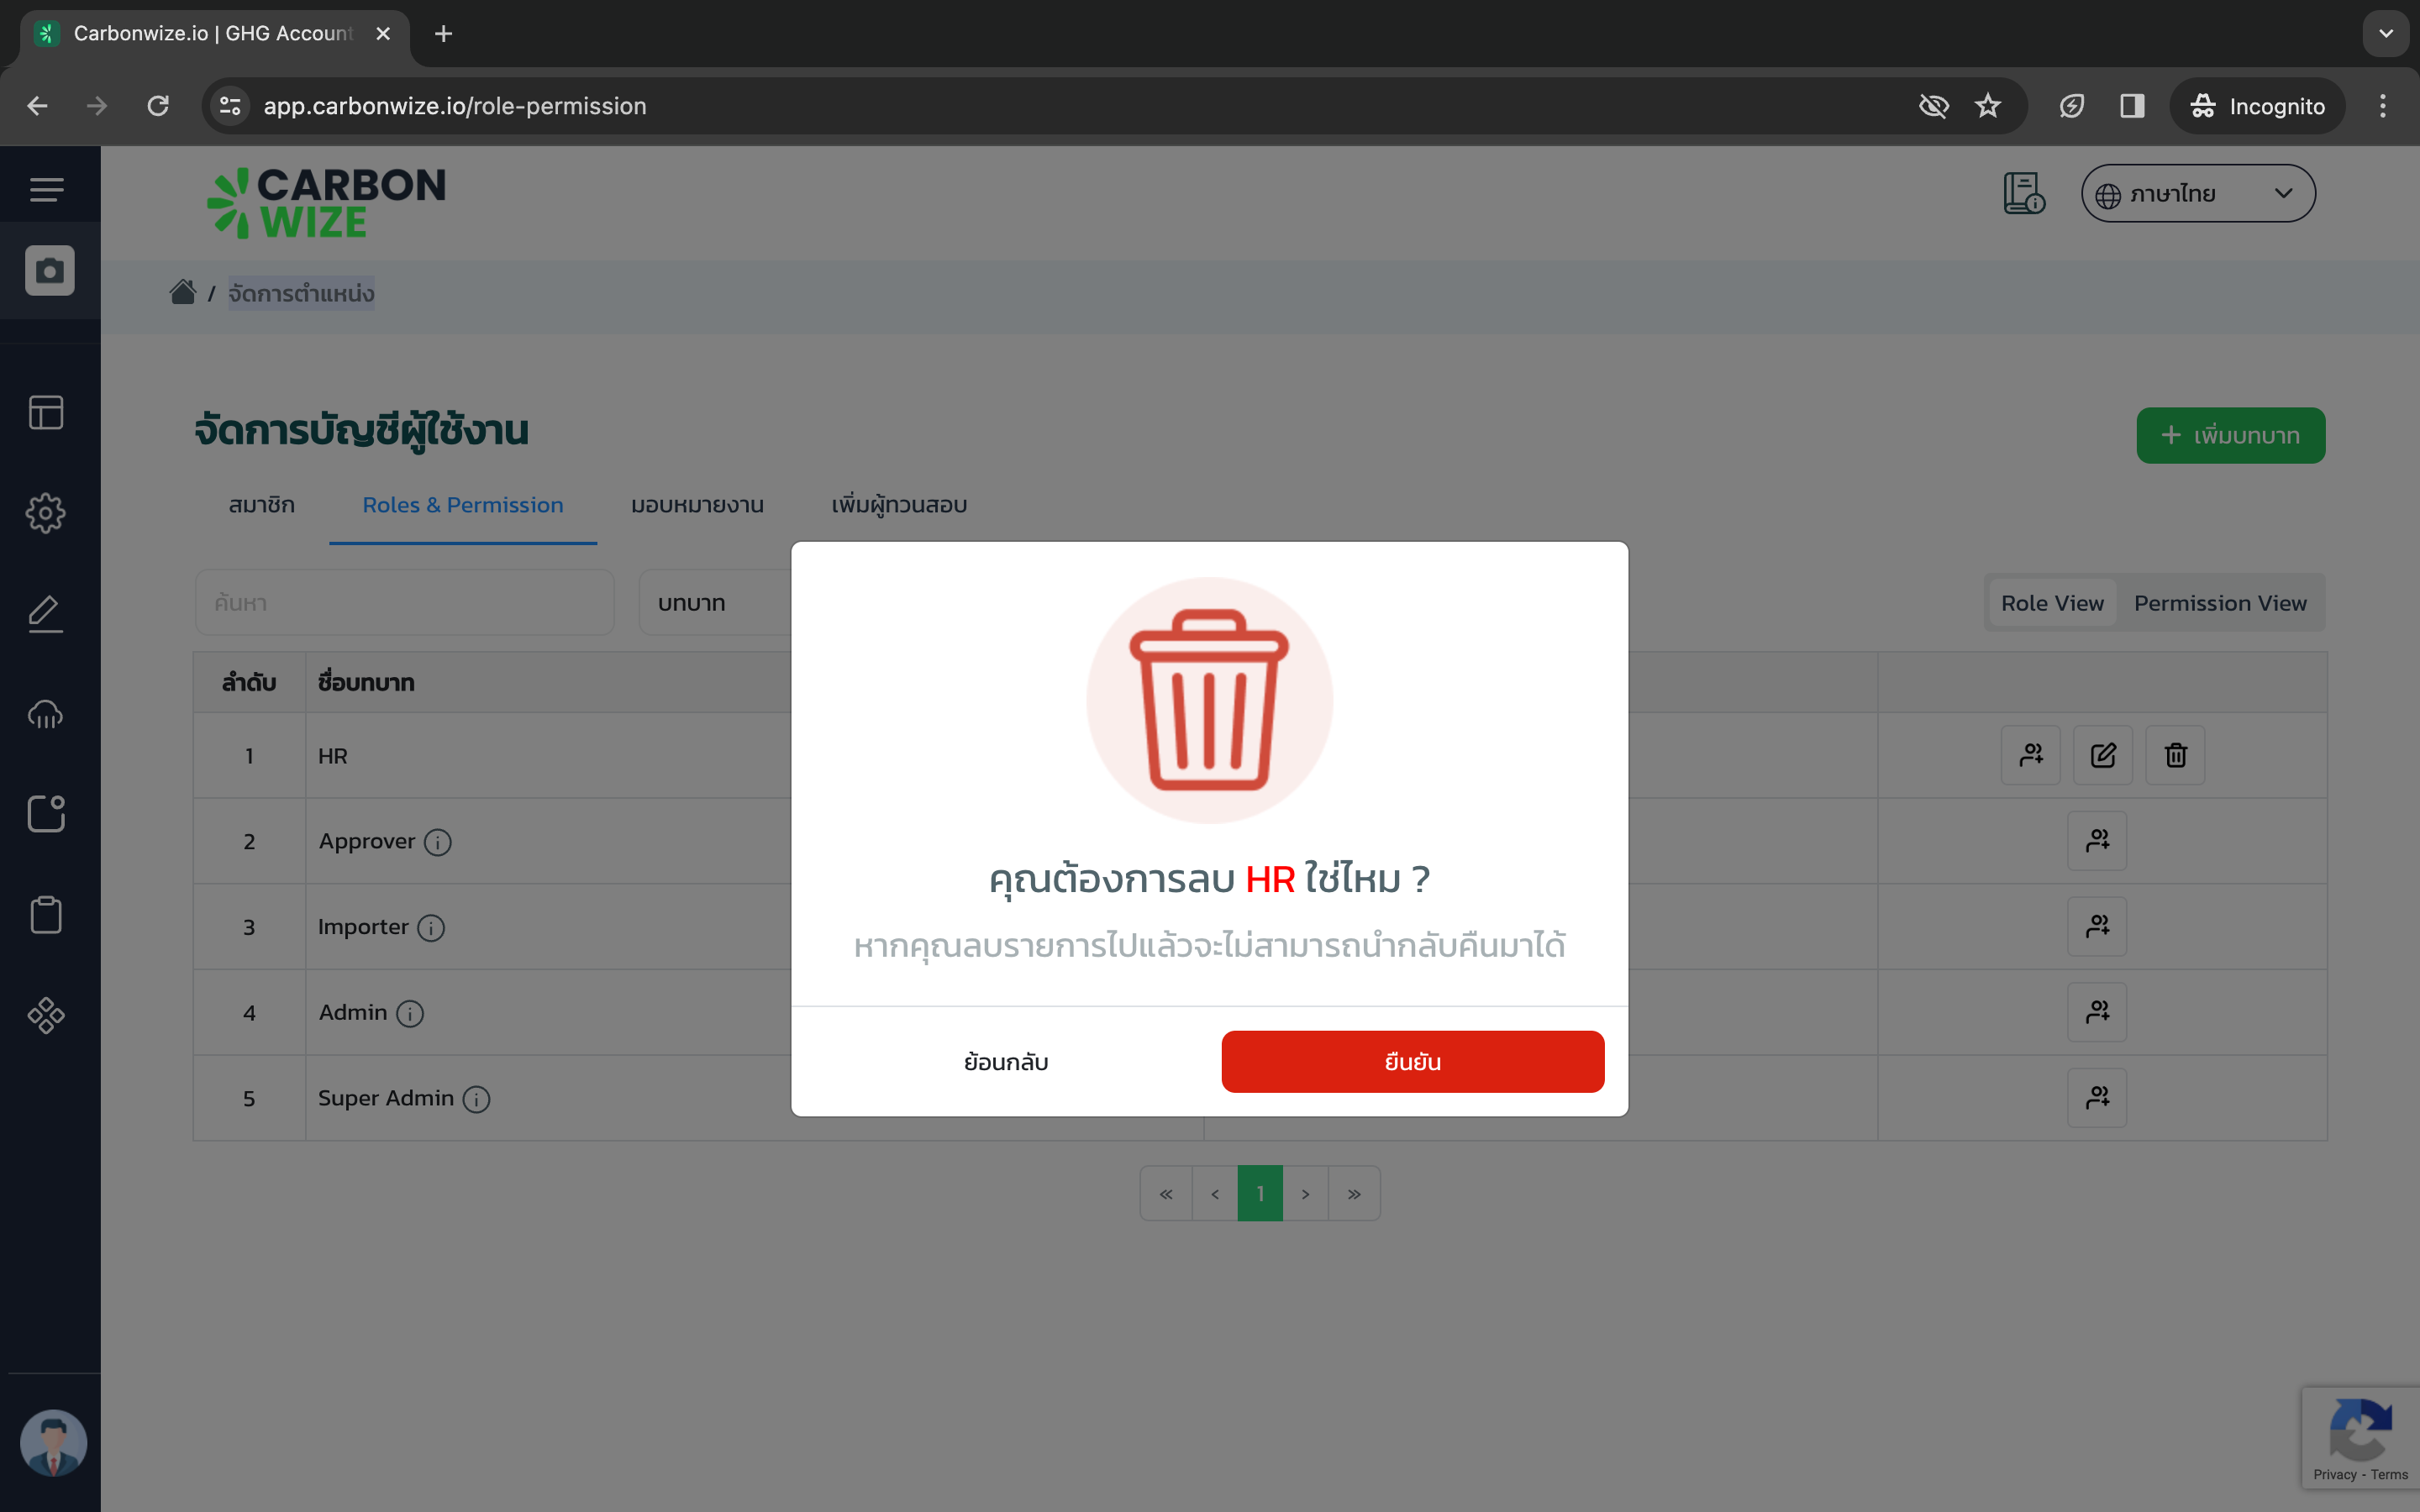 Carbonwize.io | GHG Account
app.carbonwize.io/role-permission
Incognito
CARBON
WIZE
ภาษาไทย
/ จัดการตำแหน่ง
จัดการบัญชีผู้ใช้งาน
+ เพิ่มบทบาท
สมาชิก Roles & Permission มอบหมายงาน เพิ่มผู้ทวนสอบ
ค้นหา บทบาท Role View Permission View
ลำดับ ชื่อบทบาท
1 HR
2 Approver
3 Importer
4 Admin
5 Super Admin
คุณต้องการลบ HR ใช่ไหม ?
หากคุณลบรายการไปแล้วจะไม่สามารถนำกลับคืนมาได้
ย้อนกลับ ยืนยัน
« < 1 > »
Privacy - Terms